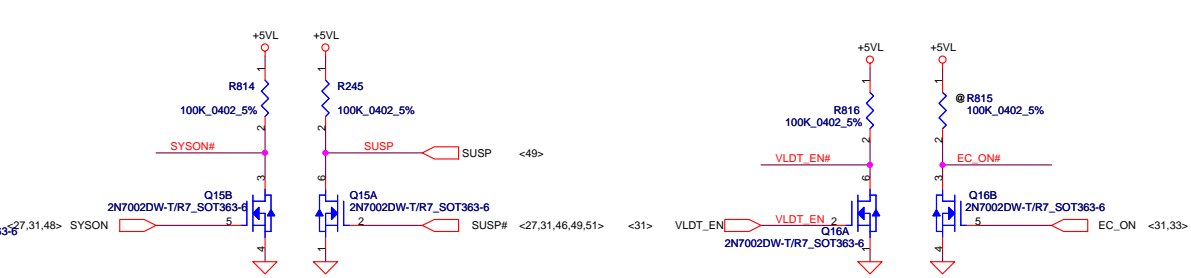 +5VL
+5VL
+5VL
+5VL
1
R814
100K_0402_5%
2
1
R245
100K_0402_5%
2
1
R816
100K_0402_5%
2
1
@ R815
100K_0402_5%
2
SYSON#
SUSP
SUSP <49>
VLDT_EN#
EC_ON#
3
Q15B
2N7002DW-T/R7_SOT363-6
5
4
<27,31,48> SYSON
6
Q15A
2N7002DW-T/R7_SOT363-6
2
1
SUSP# <27,31,46,49,51>
<31> VLDT_EN
VLDT_EN
2
6
Q16A
2N7002DW-T/R7_SOT363-6
1
3
Q16B
2N7002DW-T/R7_SOT363-6
5
4
EC_ON <31,33>